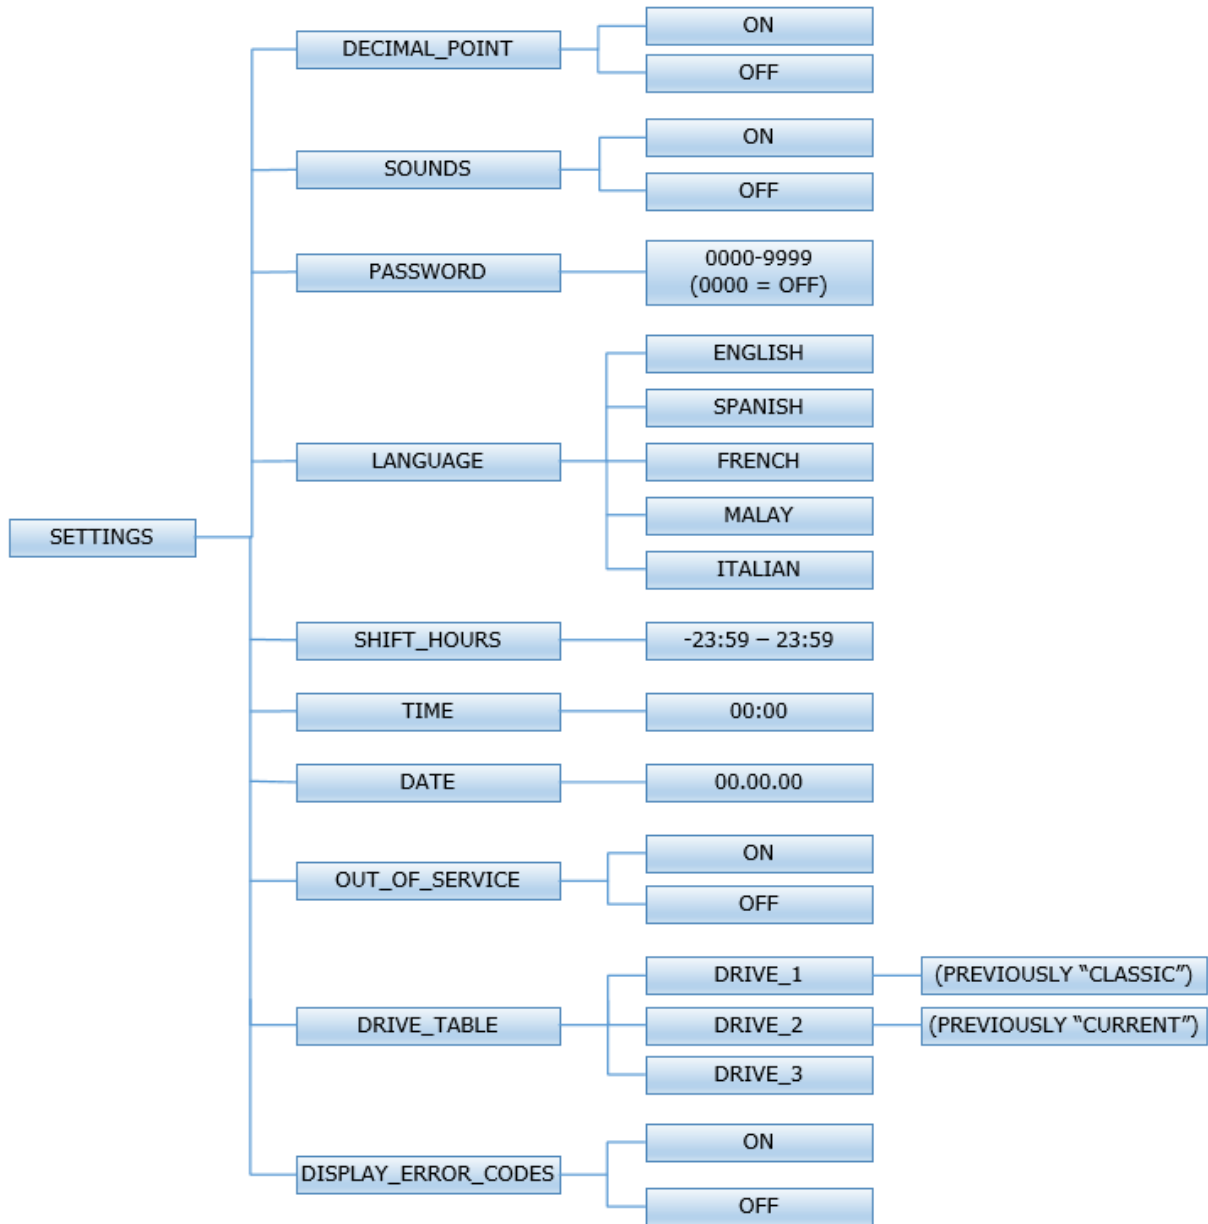 SETTINGS
DECIMAL_POINT
ON
OFF
SOUNDS
ON
OFF
PASSWORD
0000-9999
(0000 = OFF)
LANGUAGE
ENGLISH
SPANISH
FRENCH
MALAY
ITALIAN
SHIFT_HOURS
-23:59 – 23:59
TIME
00:00
DATE
00.00.00
OUT_OF_SERVICE
ON
OFF
DRIVE_TABLE
DRIVE_1
(PREVIOUSLY “CLASSIC”)
DRIVE_2
(PREVIOUSLY “CURRENT”)
DRIVE_3
DISPLAY_ERROR_CODES
ON
OFF